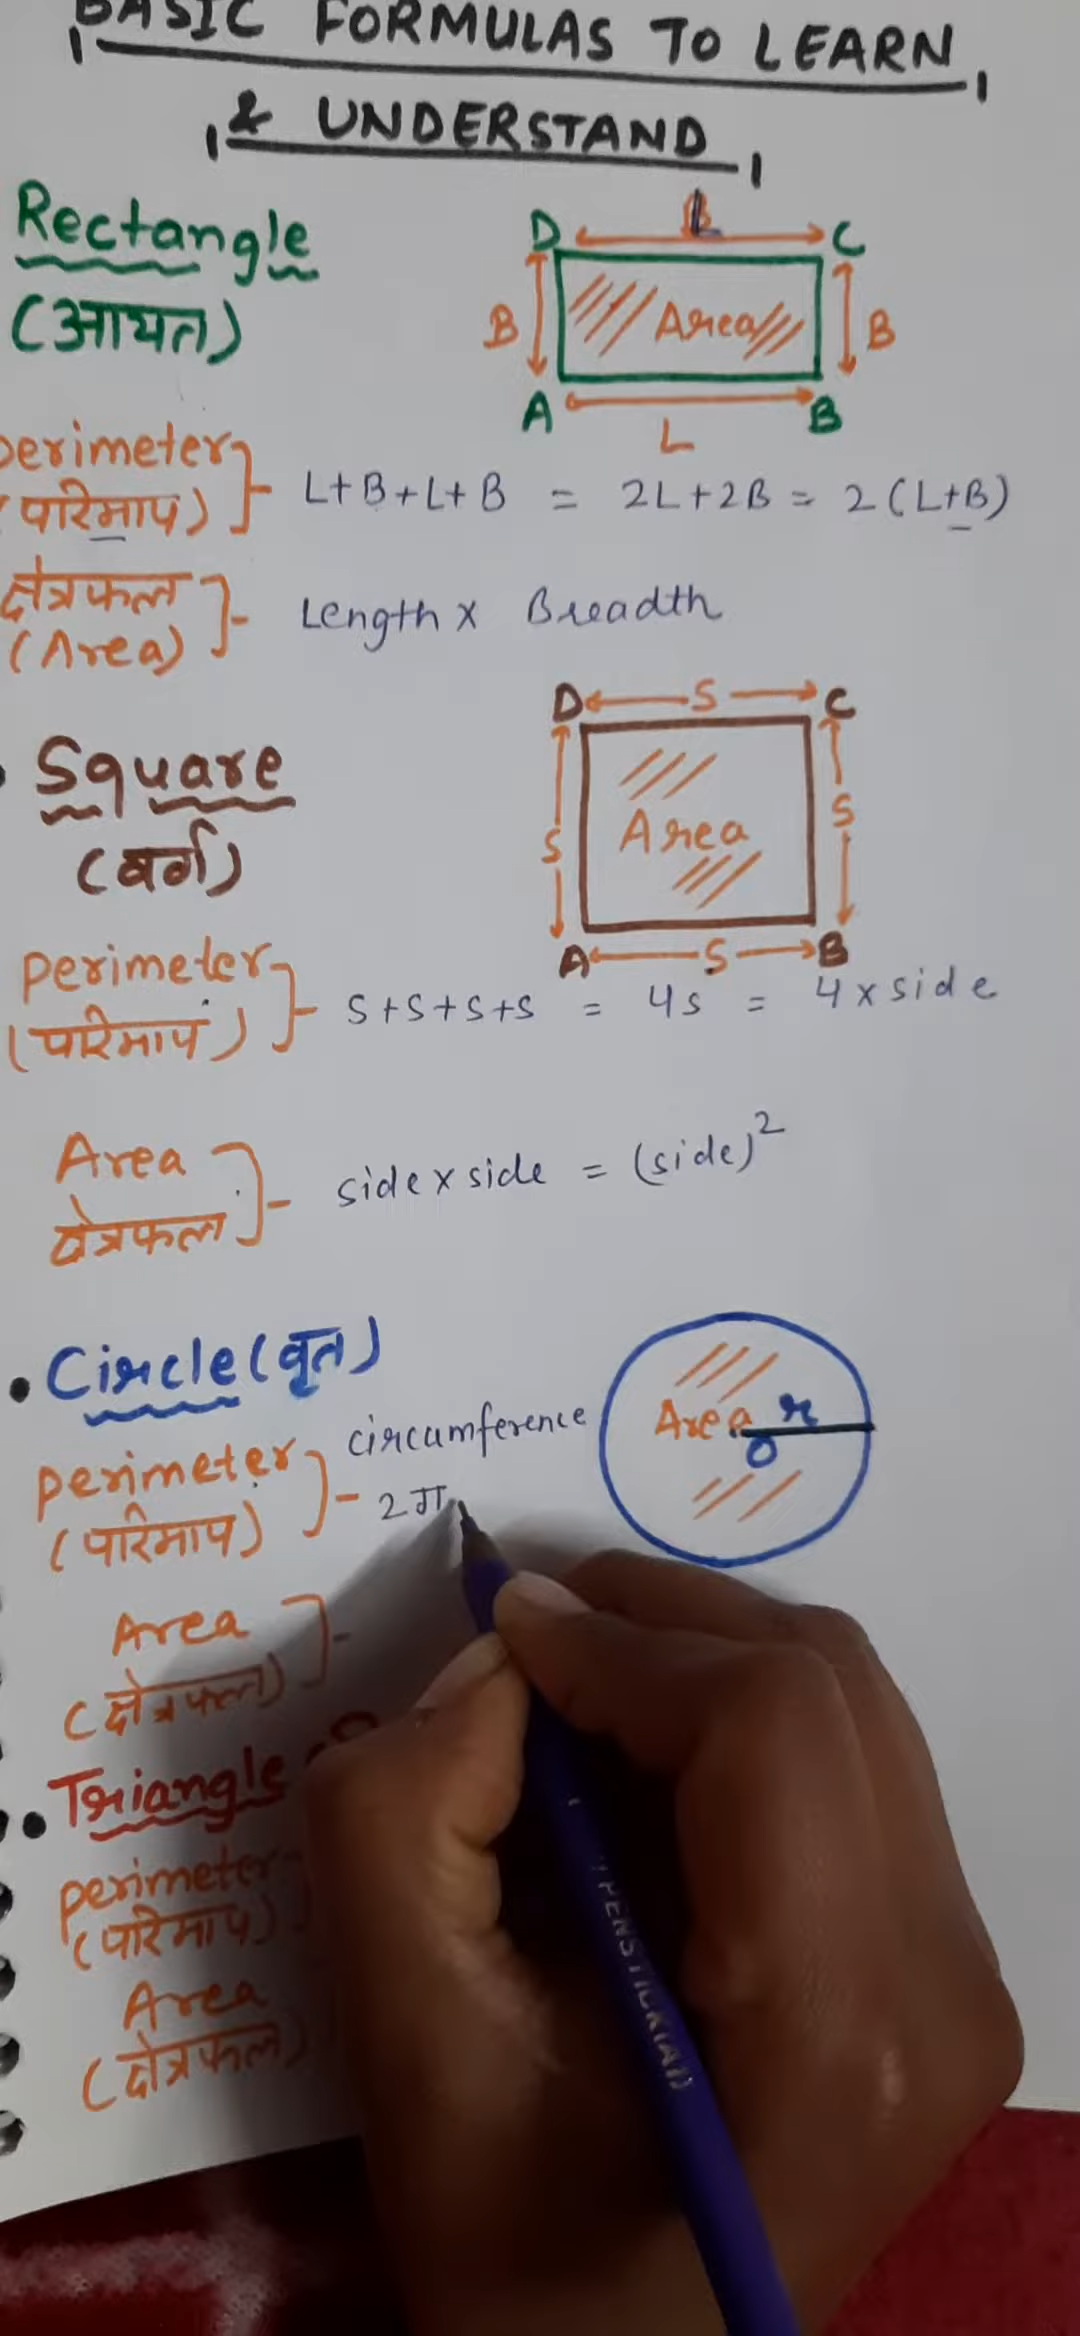 BASIC FORMULAS TO LEARN
& UNDERSTAND
Rectangle
(आयत)
D L C
B Area B
A L B
perimeter
(परिमाप) - L+B+L+B = 2L+2B = 2(L+B)
क्षेत्रफल
(Area) - Length x Breadth
D S C
Square
(वर्ग)
S Area S
A S B
perimeter
(परिमाप) - S+S+S+S = 4s = 4 x side
Area
क्षेत्रफल - side x side = (side)²
• Circle (वृत)
Area r
O
perimeter
(परिमाप) - circumference
2π
Area
(क्षेत्रफल) -
• Triangle
perimeter
(परिमाप)
Area
(क्षेत्रफल)